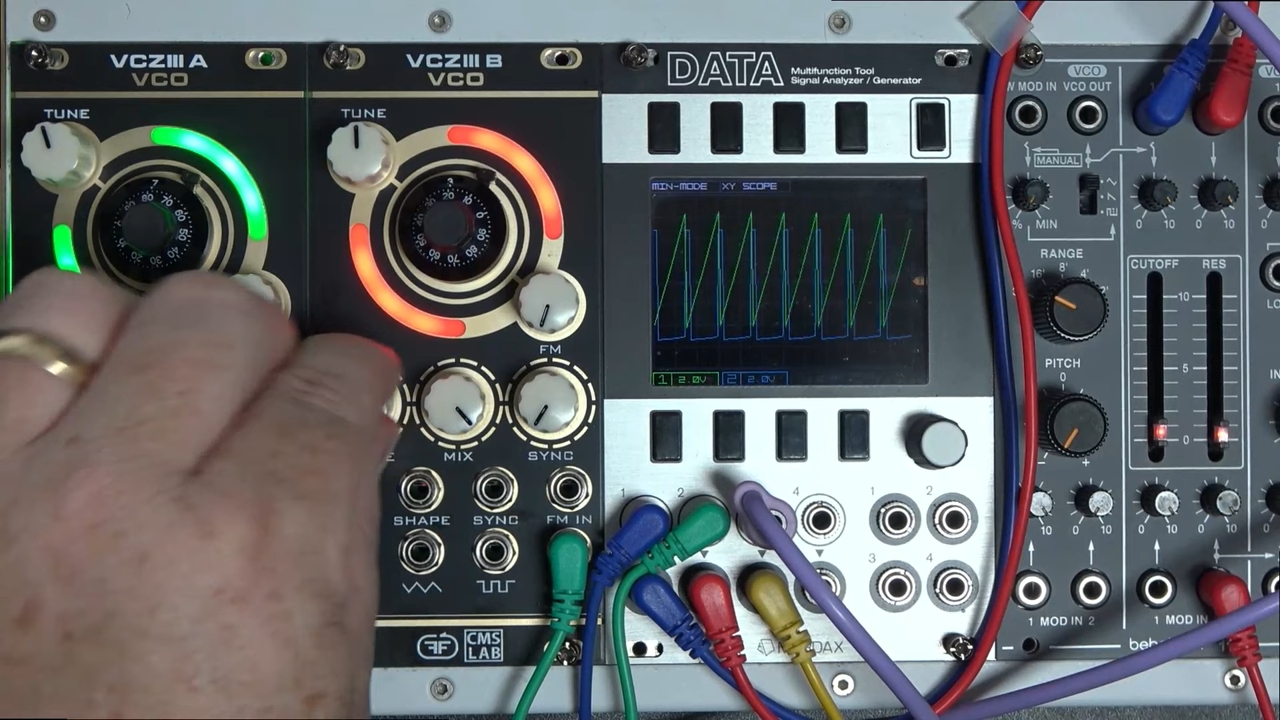 VCZIII A
VCO
TUNE
VCZIII B
VCO
TUNE
FM
MIX
SYNC
SHAPE
SYNC
FM IN
CMS
LAB
DATA
Multifunction Tool
Signal Analyzer / Generator
MIN-MODE XY SCOPE
1 2.0V 2 2.0V
1 2 4
1 2
3 4
MOD IN
VCO
VCO OUT
MANUAL
% MIN
RANGE
16' 8' 4'
PITCH
0
- +
CUTOFF RES
10
5
0
0 10
1 MOD IN 2
1 MOD IN